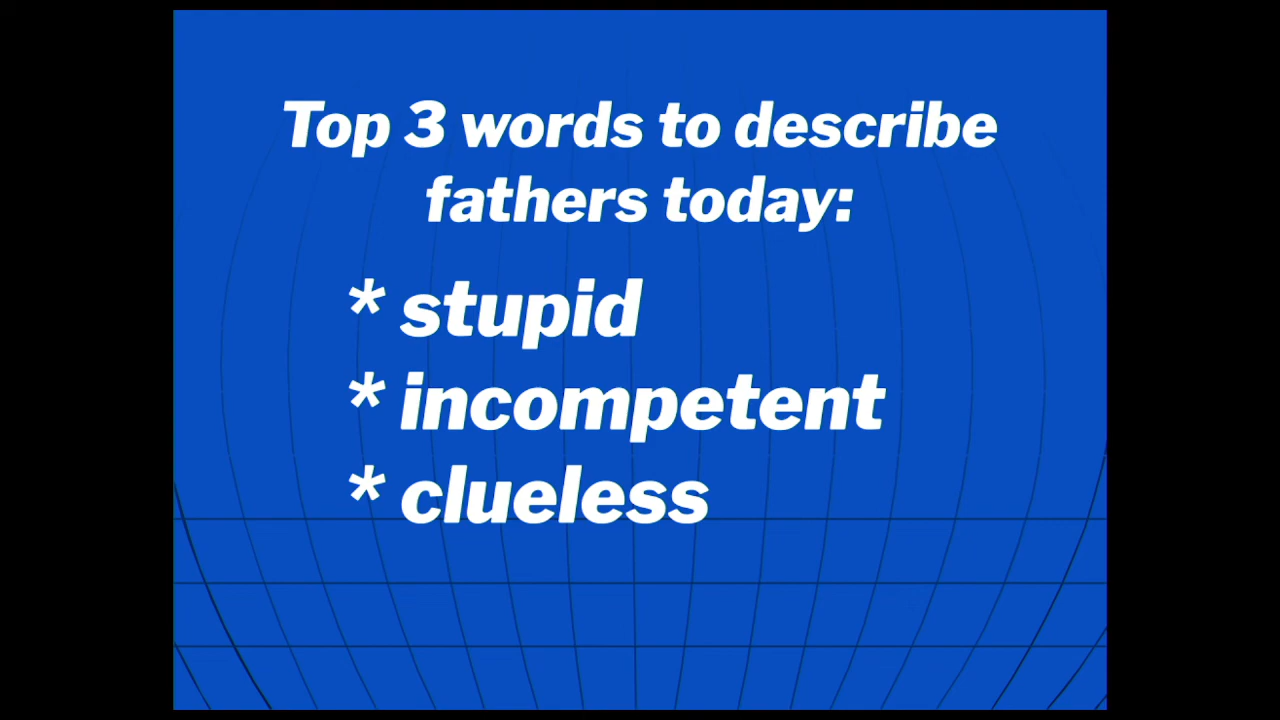 Top 3 words to describe
fathers today:
* stupid
* incompetent
* clueless